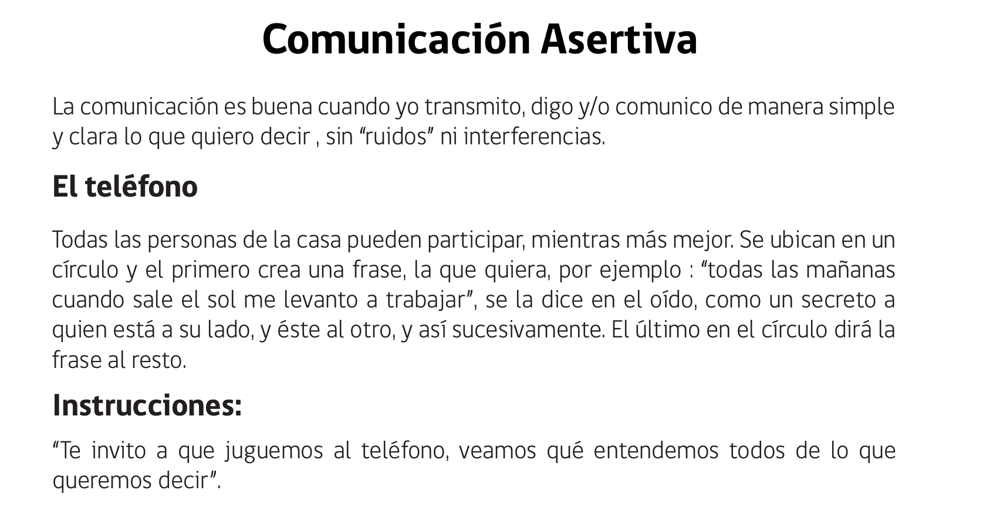 Comunicación Asertiva
La comunicación es buena cuando yo transmito, digo y/o comunico de manera simple
y clara lo que quiero decir , sin “ruidos” ni interferencias.
El teléfono
Todas las personas de la casa pueden participar, mientras más mejor. Se ubican en un
círculo y el primero crea una frase, la que quiera, por ejemplo : “todas las mañanas
cuando sale el sol me levanto a trabajar”, se la dice en el oído, como un secreto a
quien está a su lado, y éste al otro, y así sucesivamente. El último en el círculo dirá la
frase al resto.
Instrucciones:
“Te invito a que juguemos al teléfono, veamos qué entendemos todos de lo que
queremos decir”.